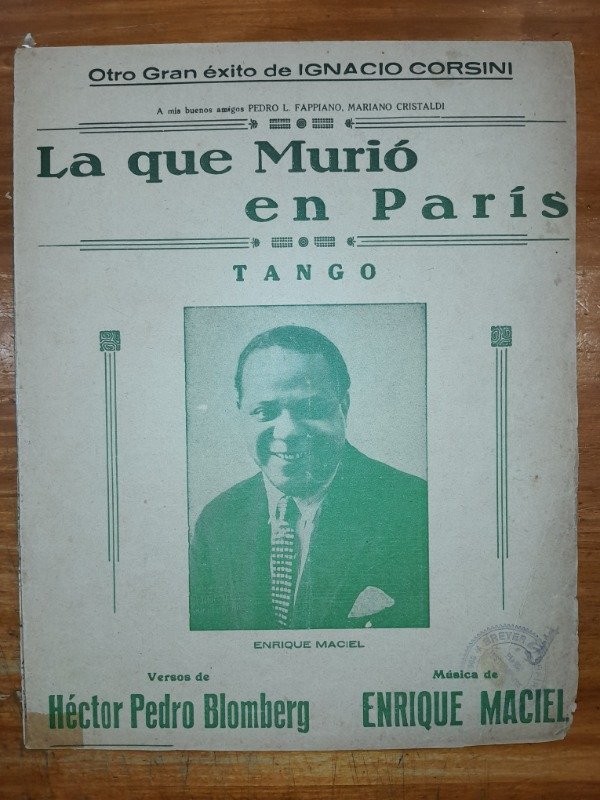 Otro Gran éxito de IGNACIO CORSINI
A mis buenos amigos PEDRO L. FAPPIANO, MARIANO CRISTALDI
La que Murió
en París
TANGO
ENRIQUE MACIEL
Versos de
Héctor Pedro Blomberg
Música de
ENRIQUE MACIEL